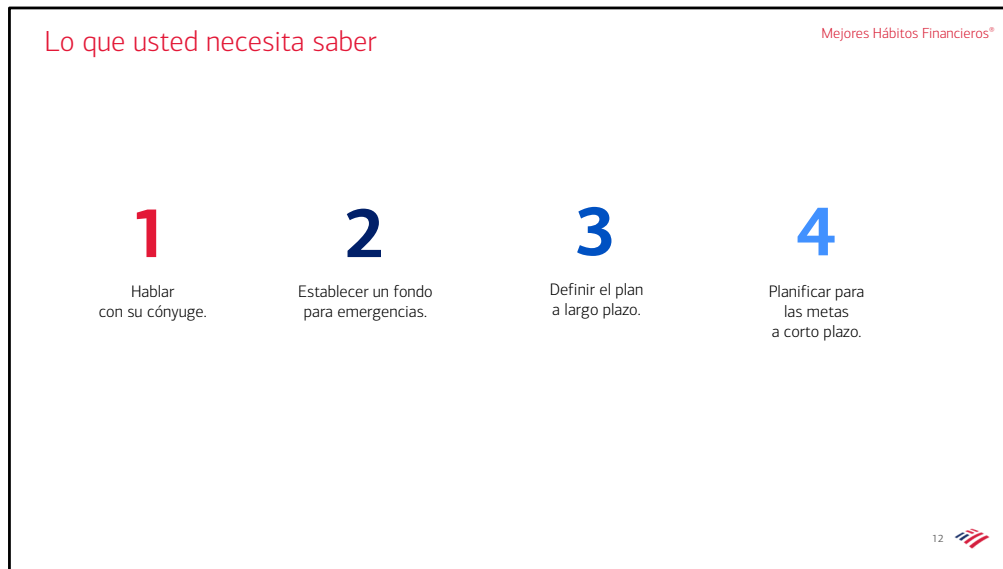 Lo que usted necesita saber
Mejores Hábitos Financieros®
1
Hablar
con su cónyuge.
2
Establecer un fondo
para emergencias.
3
Definir el plan
a largo plazo.
4
Planificar para
las metas
a corto plazo.
12